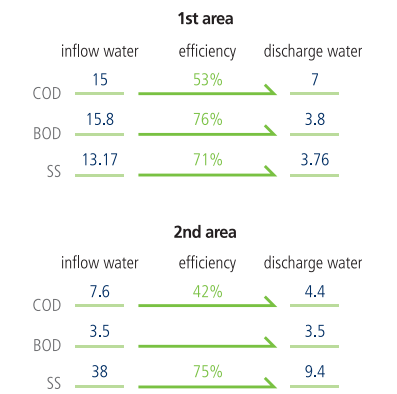 1st area
inflow water efficiency discharge water
COD 15 53% 7
BOD 15.8 76% 3.8
SS 13.17 71% 3.76
2nd area
inflow water efficiency discharge water
COD 7.6 42% 4.4
BOD 3.5 3.5
SS 38 75% 9.4